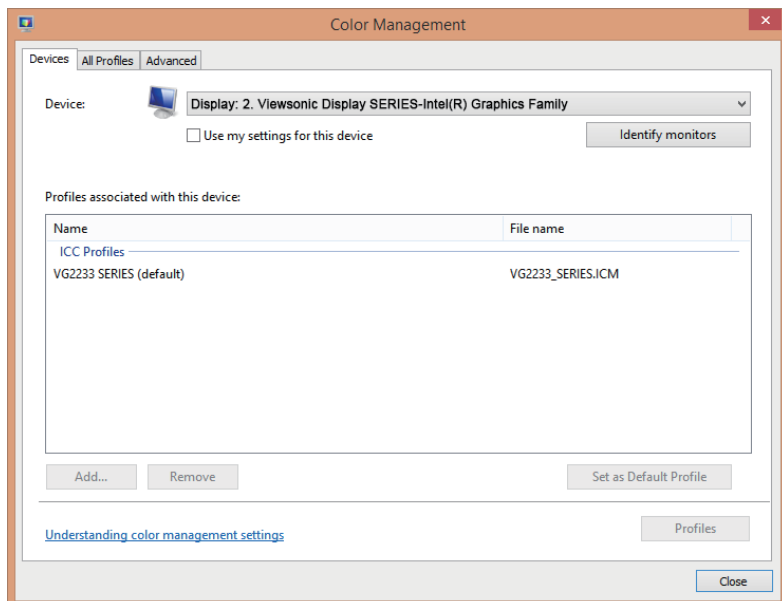 Color Management
Devices All Profiles Advanced
Device: Display: 2. Viewsonic Display SERIES-Intel(R) Graphics Family
Use my settings for this device Identify monitors
Profiles associated with this device:
Name File name
ICC Profiles
VG2233 SERIES (default) VG2233_SERIES.ICM
Add... Remove Set as Default Profile
Understanding color management settings Profiles
Close